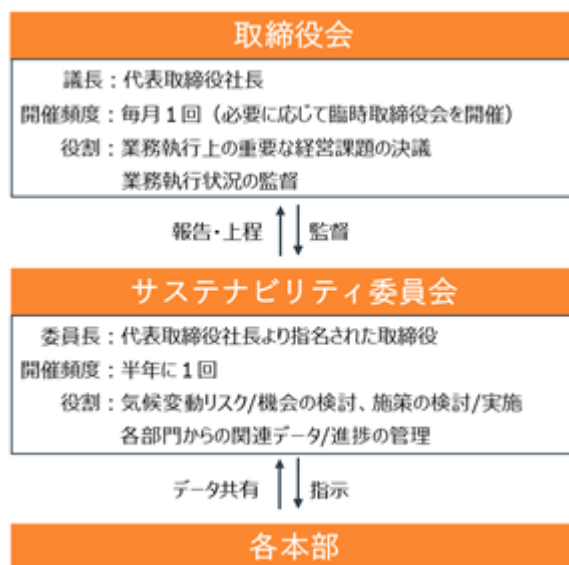 取締役会
議長：代表取締役社長
開催頻度：毎月１回（必要に応じて臨時取締役会を開催）
役割：業務執行上の重要な経営課題の決議
業務執行状況の監督
報告・上程 監督
サステナビリティ委員会
委員長：代表取締役社長より指名された取締役
開催頻度：半年に１回
役割：気候変動リスク/機会の検討、施策の検討/実施
各部門からの関連データ/進捗の管理
データ共有 指示
各本部